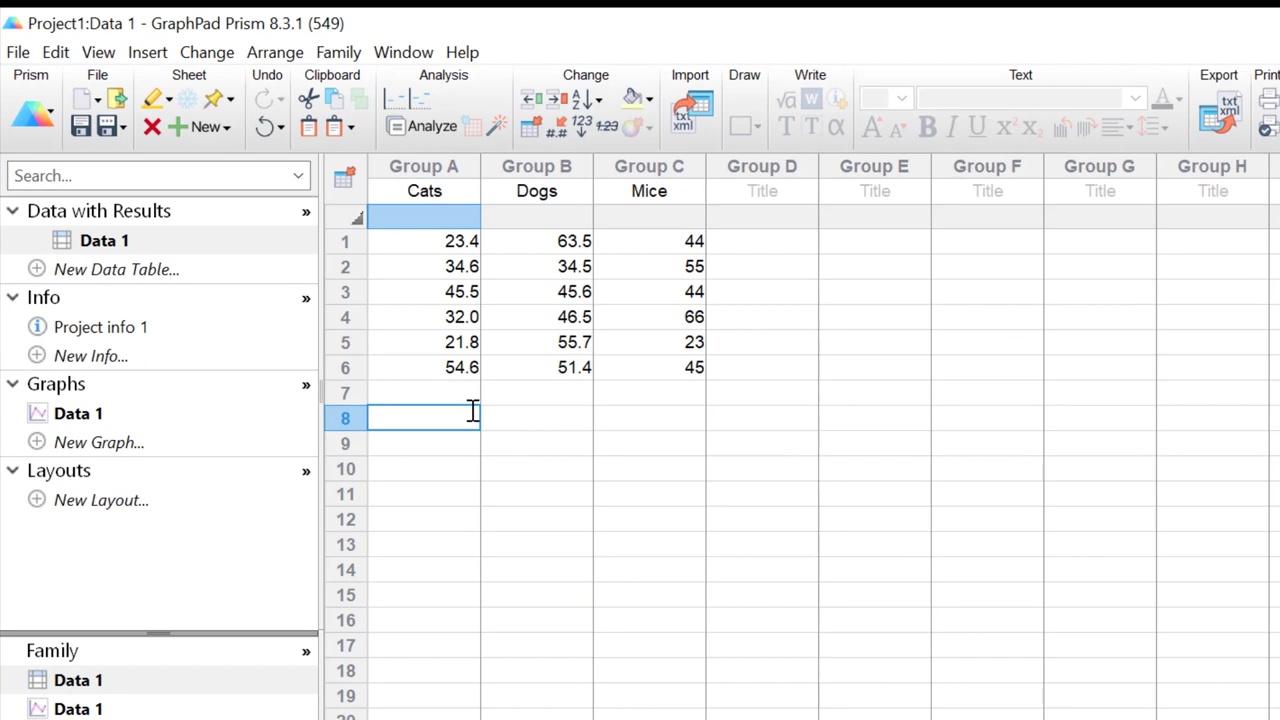 Project1:Data 1 - GraphPad Prism 8.3.1 (549)
File Edit View Insert Change Arrange Family Window Help
Prism File Sheet Undo Clipboard Analysis Change Import Draw Write Text Export Print
New Analyze
Search...
Data with Results »
Data 1
New Data Table...
Info »
Project info 1
New Info...
Graphs »
Data 1
New Graph...
Layouts »
New Layout...
Family »
Data 1
Data 1
Group A Group B Group C Group D Group E Group F Group G Group H
Cats Dogs Mice Title Title Title Title Title
1 23.4 63.5 44
2 34.6 34.5 55
3 45.5 45.6 44
4 32.0 46.5 66
5 21.8 55.7 23
6 54.6 51.4 45
7
8
9
10
11
12
13
14
15
16
17
18
19